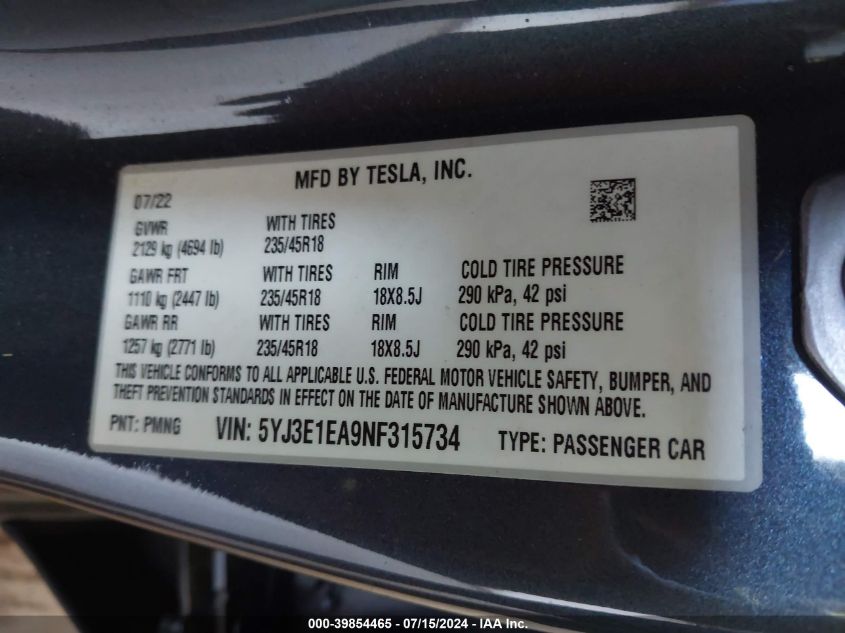 MFD BY TESLA, INC.
07/22
GVWR WITH TIRES
2129 kg (4694 lb) 235/45R18
GAWR FRT WITH TIRES RIM COLD TIRE PRESSURE
1110 kg (2447 lb) 235/45R18 18X8.5J 290 kPa, 42 psi
GAWR RR WITH TIRES RIM COLD TIRE PRESSURE
1257 kg (2771 lb) 235/45R18 18X8.5J 290 kPa, 42 psi
THIS VEHICLE CONFORMS TO ALL APPLICABLE U.S. FEDERAL MOTOR VEHICLE SAFETY, BUMPER, AND
THEFT PREVENTION STANDARDS IN EFFECT ON THE DATE OF MANUFACTURE SHOWN ABOVE.
PNT: PMNG VIN: 5YJ3E1EA9NF315734 TYPE: PASSENGER CAR
000-39854465 - 07/15/2024 - IAA Inc.